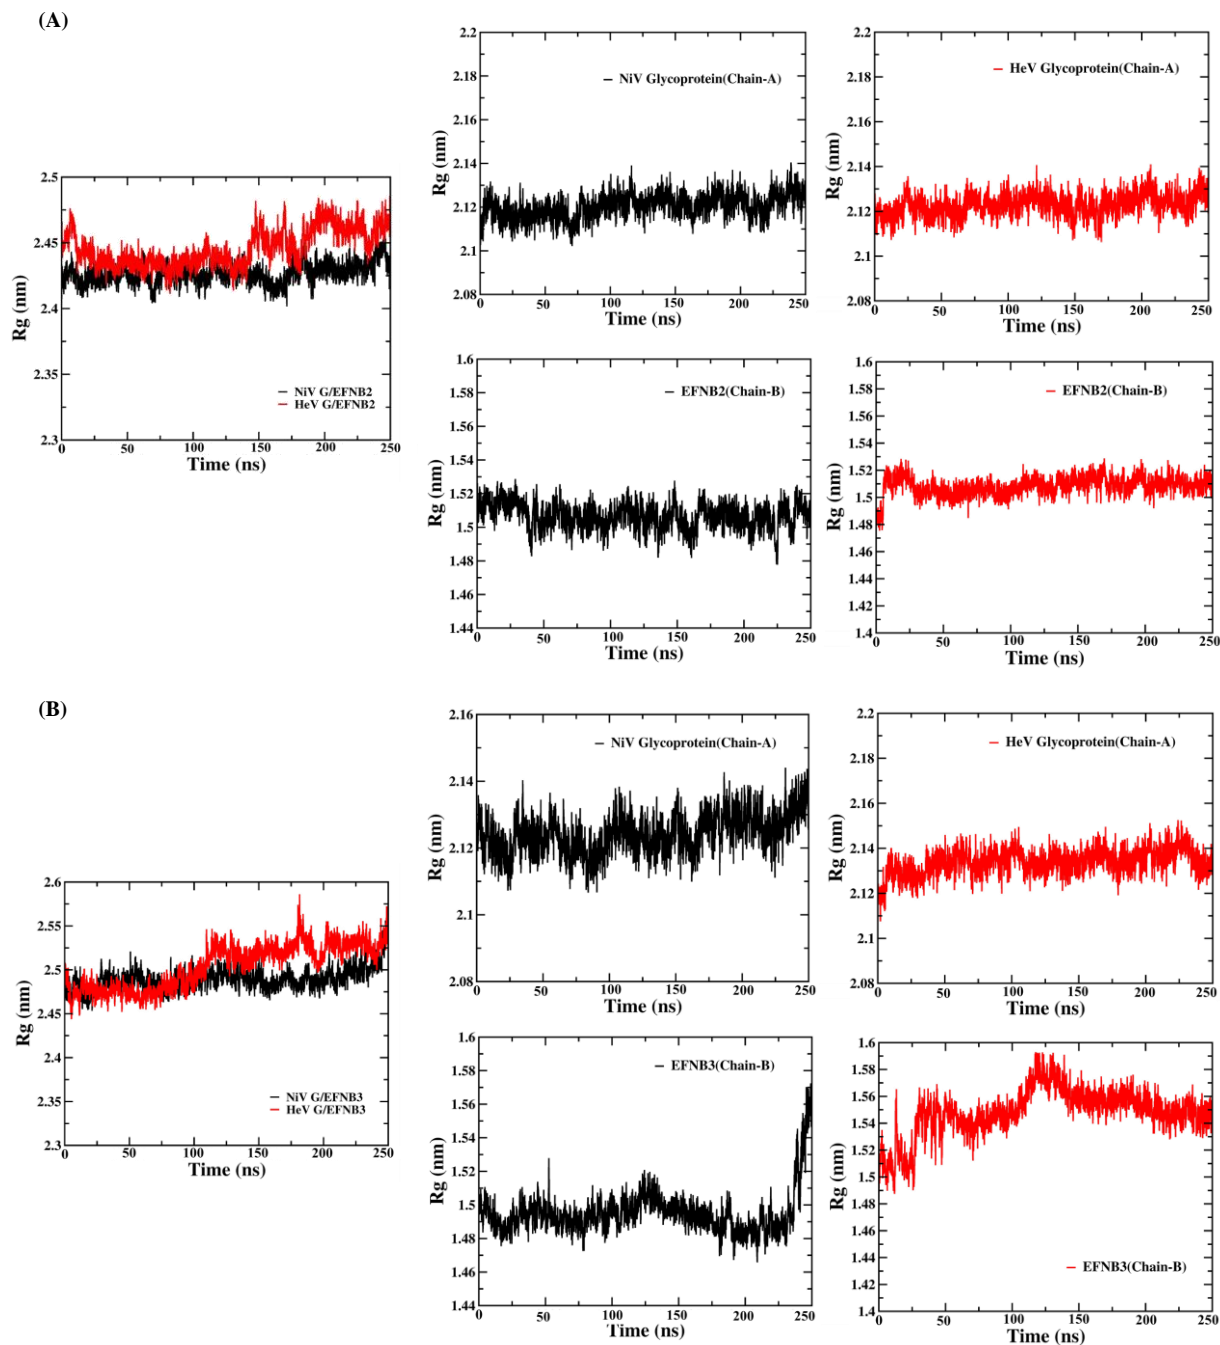 (A)
2.5
2.45
2.4
2.35
2.3
Rg (nm)
NiV G/EFNB2
HeV G/EFNB2
0 50 100 150 200 250
Time (ns)
2.2
2.18
2.16
2.14
2.12
2.1
2.08
Rg (nm)
NiV Glycoprotein(Chain-A)
0 50 100 150 200 250
Time (ns)
2.2
2.18
2.16
2.14
2.12
2.1
2.08
Rg (nm)
HeV Glycoprotein(Chain-A)
0 50 100 150 200 250
Time (ns)
1.6
1.58
1.56
1.54
1.52
1.5
1.48
1.46
1.44
Rg (nm)
EFNB2(Chain-B)
0 50 100 150 200 250
Time (ns)
1.6
1.58
1.56
1.54
1.52
1.5
1.48
1.46
1.44
1.42
1.4
Rg (nm)
EFNB2(Chain-B)
0 50 100 150 200 250
Time (ns)
(B)
2.6
2.55
2.5
2.45
2.4
2.35
2.3
Rg (nm)
NiV G/EFNB3
HeV G/EFNB3
0 50 100 150 200 250
Time (ns)
2.16
2.14
2.12
2.1
2.08
Rg (nm)
NiV Glycoprotein(Chain-A)
0 50 100 150 200 250
Time (ns)
2.2
2.18
2.16
2.14
2.13
2.12
2.1
2.08
Rg (nm)
HeV Glycoprotein(Chain-A)
0 50 100 150 200 250
Time (ns)
1.6
1.58
1.56
1.54
1.52
1.5
1.48
1.46
1.44
Rg (nm)
EFNB3(Chain-B)
0 50 100 150 200 250
Time (ns)
1.6
1.58
1.56
1.54
1.52
1.5
1.48
1.46
1.44
1.42
1.4
Rg (nm)
EFNB3(Chain-B)
0 50 100 150 200 250
Time (ns)